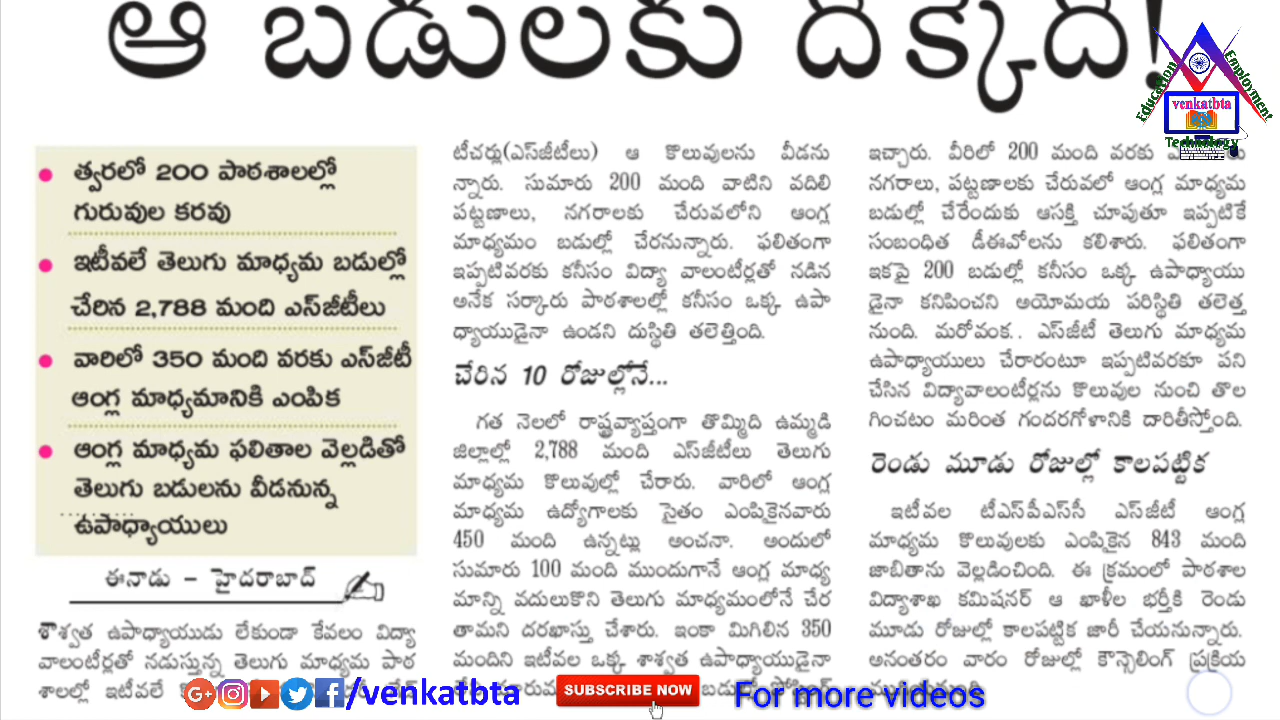 ఆ బడులకు దిక్కేది!
త్వరలో 200 పాఠశాలల్లో
గురువుల కరవు
ఇటీవలే తెలుగు మాధ్యమ బడుల్లో
చేరిన 2,788 మంది ఎస్‌జీటీలు
వారిలో 350 మంది వరకు ఎస్‌జీటీ
ఆంగ్ల మాధ్యమానికి ఎంపిక
ఆంగ్ల మాధ్యమ ఫలితాల వెల్లడితో
తెలుగు బడులను వీడనున్న
ఉపాధ్యాయులు
ఈనాడు - హైదరాబాద్
శాశ్వత ఉపాధ్యాయుడు లేకుండా కేవలం విద్యా
వాలంటీర్లతో నడుస్తున్న తెలుగు మాధ్యమ పాఠ
శాలల్లో ఇటీవలే
టీచర్లు(ఎస్‌జీటీలు) ఆ కొలువులను వీడను
న్నారు. సుమారు 200 మంది వాటిని వదిలి
పట్టణాలు, నగరాలకు చేరువలోని ఆంగ్ల
మాధ్యమం బడుల్లో చేరనున్నారు. ఫలితంగా
ఇప్పటివరకు కనీసం విద్యా వాలంటీర్లతో నడిన
అనేక సర్కారు పాఠశాలల్లో కనీసం ఒక్క ఉపా
ధ్యాయుడైనా ఉండని దుస్థితి తలెత్తింది.
చేరిన 10 రోజుల్లోనే...
గత నెలలో రాష్ట్రవ్యాప్తంగా తొమ్మిది ఉమ్మడి
జిల్లాల్లో 2,788 మంది ఎస్‌జీటీలు తెలుగు
మాధ్యమ కొలువుల్లో చేరారు. వారిలో ఆంగ్ల
మాధ్యమ ఉద్యోగాలకు సైతం ఎంపికైనవారు
450 మంది ఉన్నట్లు అంచనా. అందులో
సుమారు 100 మంది ముందుగానే ఆంగ్ల మాధ్య
మాన్ని వదులుకొని తెలుగు మాధ్యమంలోనే చేర
తామని దరఖాస్తు చేశారు. ఇంకా మిగిలిన 350
మందిని ఇటీవల ఒక్క శాశ్వత ఉపాధ్యాయుడైనా
ఇచ్చారు. వీరిలో 200 మంది వరకు
నగరాలు, పట్టణాలకు చేరువలో ఆంగ్ల మాధ్యమ
బడుల్లో చేరేందుకు ఆసక్తి చూపుతూ ఇప్పటికే
సంబంధిత డీఈవోలను కలిశారు. ఫలితంగా
ఇకపై 200 బడుల్లో కనీసం ఒక్క ఉపాధ్యాయు
డైనా కనిపించని అయోమయ పరిస్థితి తలెత్త
నుంది. మరోవంక.. ఎస్‌జీటీ తెలుగు మాధ్యమ
ఉపాధ్యాయులు చేరారంటూ ఇప్పటివరకూ పని
చేసిన విద్యావాలంటీర్లను కొలువుల నుంచి తొల
గించటం మరింత గందరగోళానికి దారితీస్తోంది.
రెండు మూడు రోజుల్లో కాలపట్టిక
ఇటీవల టీఎస్‌పీఎస్‌సీ ఎస్‌జీటీ ఆంగ్ల
మాధ్యమ కొలువులకు ఎంపికైన 843 మంది
జాబితాను వెల్లడించింది. ఈ క్రమంలో పాఠశాల
విద్యాశాఖ కమిషనర్ ఆ ఖాళీల భర్తీకి రెండు
మూడు రోజుల్లో కాలపట్టిక జారీ చేయనున్నారు.
అనంతరం వారం రోజుల్లో కౌన్సెలింగ్ ప్రక్రియ
Education
Employment
venkatbta
Technology
/venkatbta
SUBSCRIBE NOW
For more videos